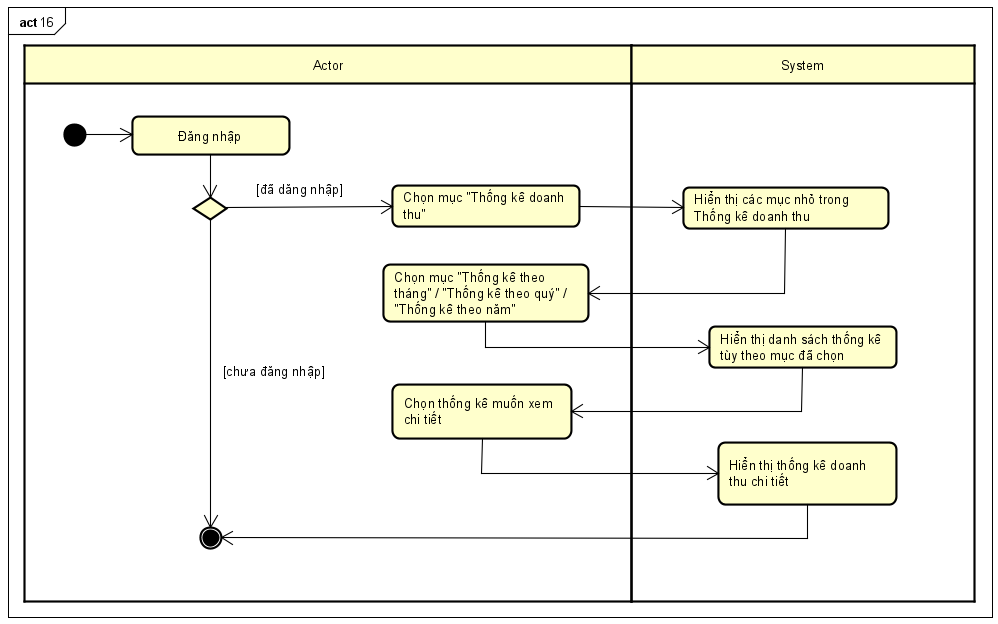 act 16
Actor
System
Đăng nhập
[đã dăng nhập]
Chọn mục "Thống kê doanh
thu"
Hiển thị các mục nhỏ trong
Thống kê doanh thu
Chọn mục "Thống kê theo
tháng" / "Thống kê theo quý" /
"Thống kê theo năm"
Hiển thị danh sách thống kê
tùy theo mục đã chọn
[chưa đăng nhập]
Chọn thống kê muốn xem
chi tiết
Hiển thị thống kê doanh
thu chi tiết